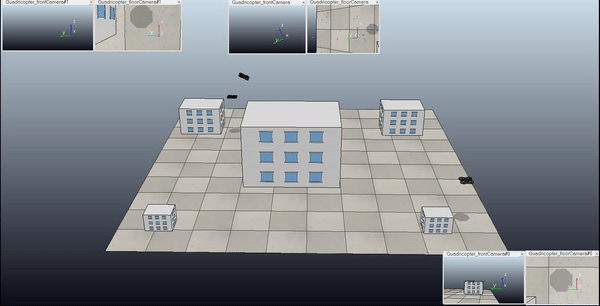 Quadricopter_frontCamera#1
Quadricopter_floorCamera#1
Quadricopter_frontCamera
Quadricopter_floorCamera
Quadricopter_frontCamera#0
Quadricopter_floorCamera#0